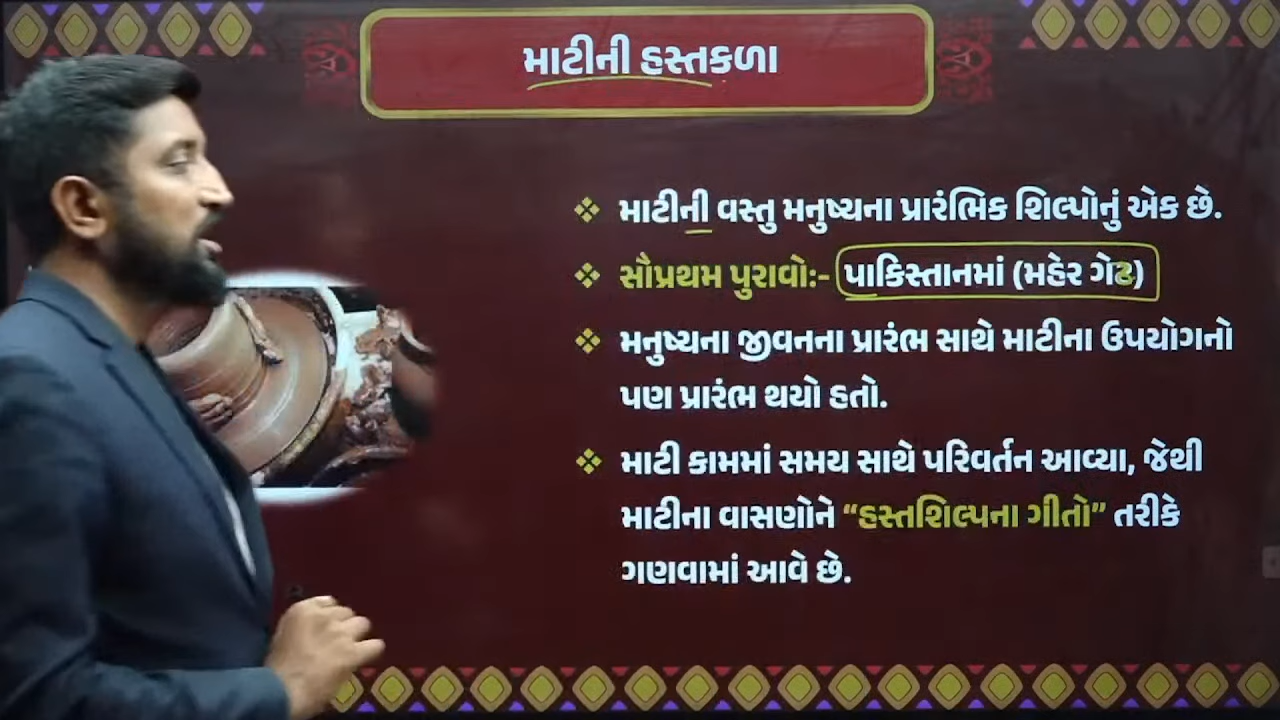 માટીની હસ્તકળા
માટીની વસ્તુ મનુષ્યના પ્રારંભિક શિલ્પોનું એક છે.
સૌપ્રથમ પુરાવો:- પાકિસ્તાનમાં (મહેર ગેઢ)
મનુષ્યના જીવનના પ્રારંભ સાથે માટીના ઉપયોગનો
પણ પ્રારંભ થયો હતો.
માટી કામમાં સમય સાથે પરિવર્તન આવ્યા, જેથી
માટીના વાસણોને “હસ્તશિલ્પના ગીતો” તરીકે
ગણવામાં આવે છે.